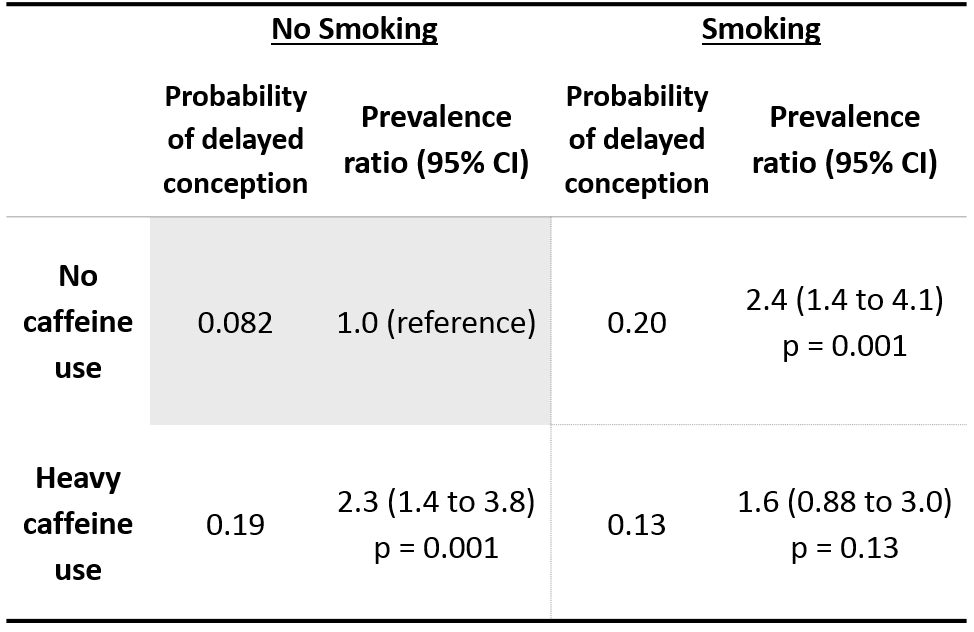 No Smoking
Smoking
Probability
of delayed
conception
Prevalence
ratio (95% CI)
Probability
of delayed
conception
Prevalence
ratio (95% CI)
No
caffeine
use
0.082
1.0 (reference)
0.20
2.4 (1.4 to 4.1)
p = 0.001
Heavy
caffeine
use
0.19
2.3 (1.4 to 3.8)
p = 0.001
0.13
1.6 (0.88 to 3.0)
p = 0.13